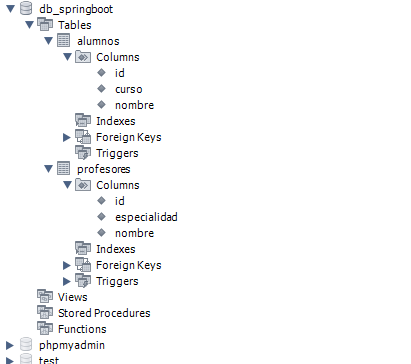 db_springboot
Tables
alumnos
Columns
id
curso
nombre
Indexes
Foreign Keys
Triggers
profesores
Columns
id
especialidad
nombre
Indexes
Foreign Keys
Triggers
Views
Stored Procedures
Functions
phpmyadmin
test